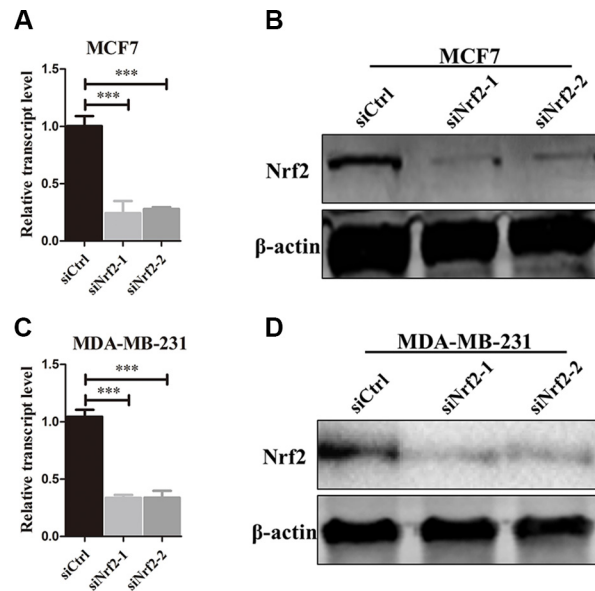 A
MCF7
Relative transcript level
1.5
1.0
0.5
0.0
***
***
siCtrl
siNrf2-1
siNrf2-2
B
MCF7
siCtrl
siNrf2-1
siNrf2-2
Nrf2
β-actin
C
MDA-MB-231
Relative transcript level
1.5
1.0
0.5
0.0
***
***
siCtrl
siNrf2-1
siNrf2-2
D
MDA-MB-231
siCtrl
siNrf2-1
siNrf2-2
Nrf2
β-actin